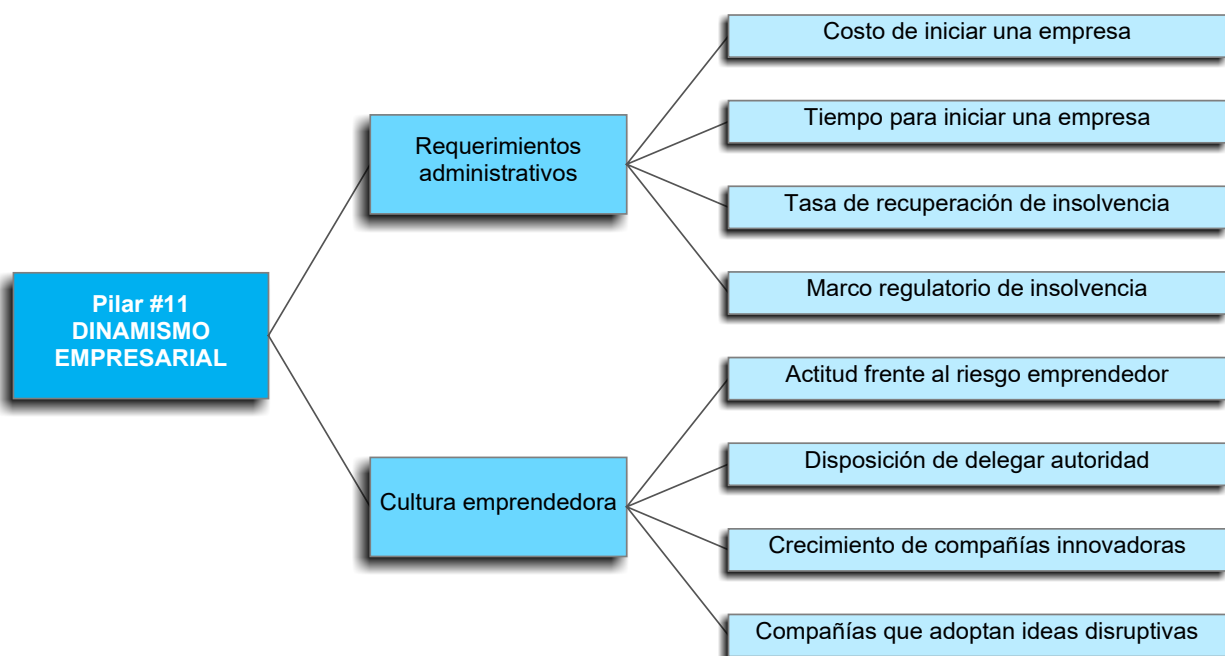 Pilar #11
DINAMISMO
EMPRESARIAL
Requerimientos
administrativos
Costo de iniciar una empresa
Tiempo para iniciar una empresa
Tasa de recuperación de insolvencia
Marco regulatorio de insolvencia
Cultura emprendedora
Actitud frente al riesgo emprendedor
Disposición de delegar autoridad
Crecimiento de compañías innovadoras
Compañías que adoptan ideas disruptivas